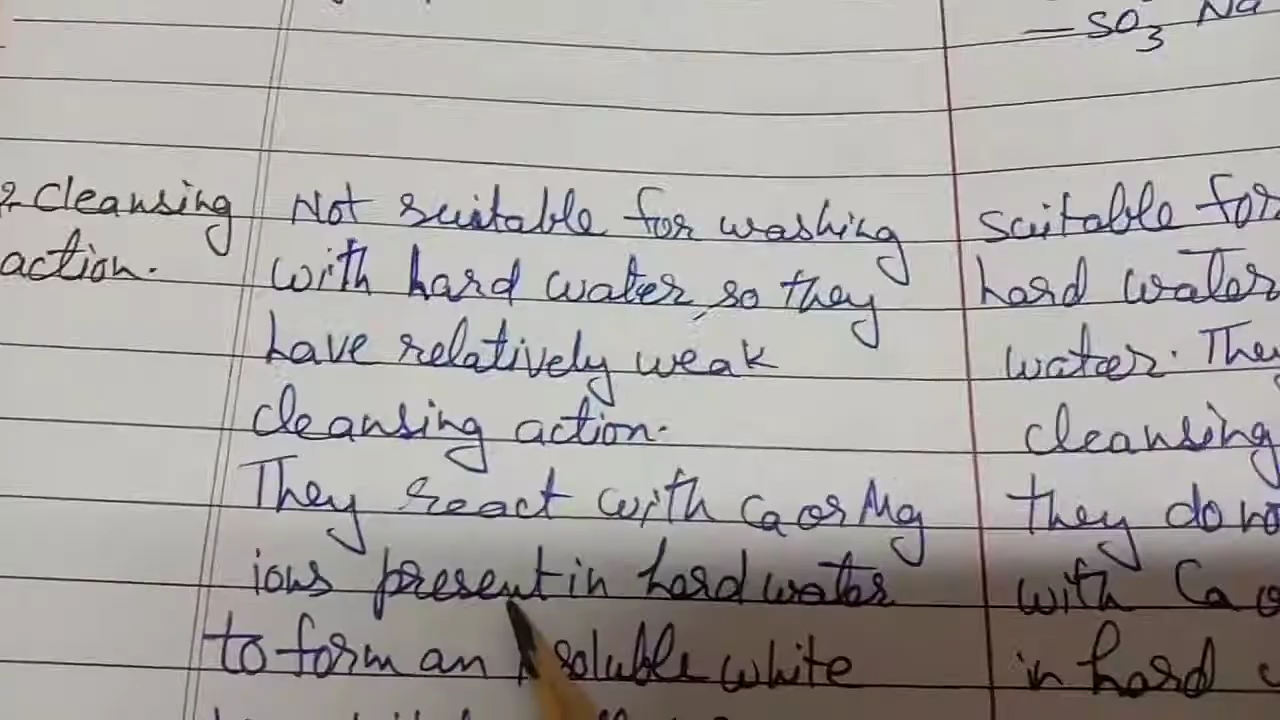 — SO3 Na
2. Cleansing action.
Not suitable for washing
with hard water, so they
have relatively weak
cleansing action.
They react with Ca or Mg
ions present in hard water
to form an soluble white
suitable for
hard water
water. They
cleansing
they do no
with Ca o
in hard